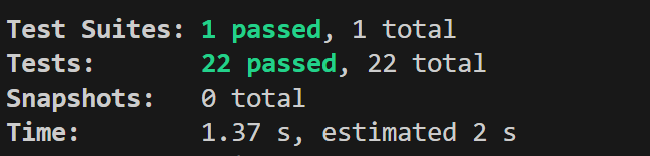 Test Suites: 1 passed, 1 total
Tests:       22 passed, 22 total
Snapshots:   0 total
Time:        1.37 s, estimated 2 s